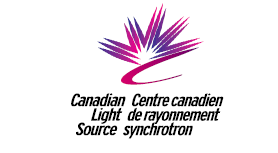 Canadian Centre canadien
Light de rayonnement
Source synchrotron